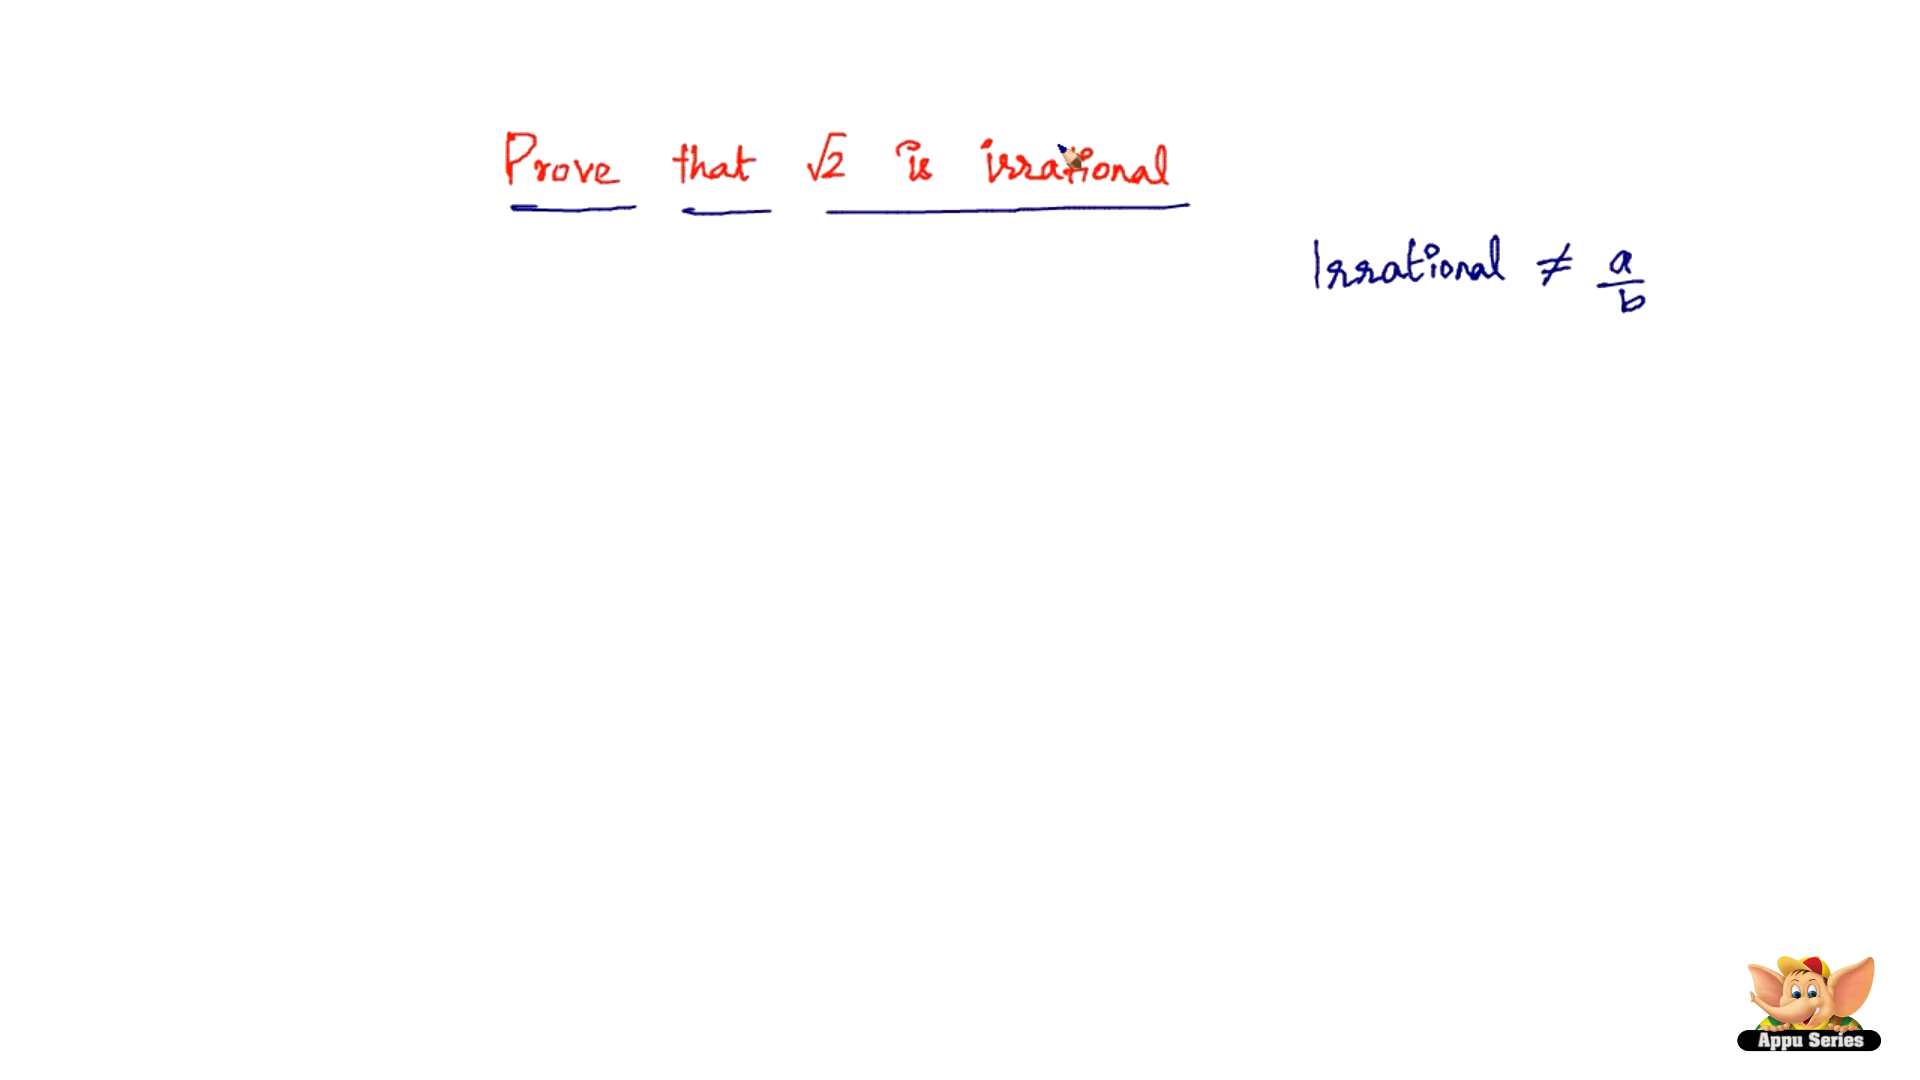 Prove that √2 is irrational
Irrational ≠ a/b
Appu Series